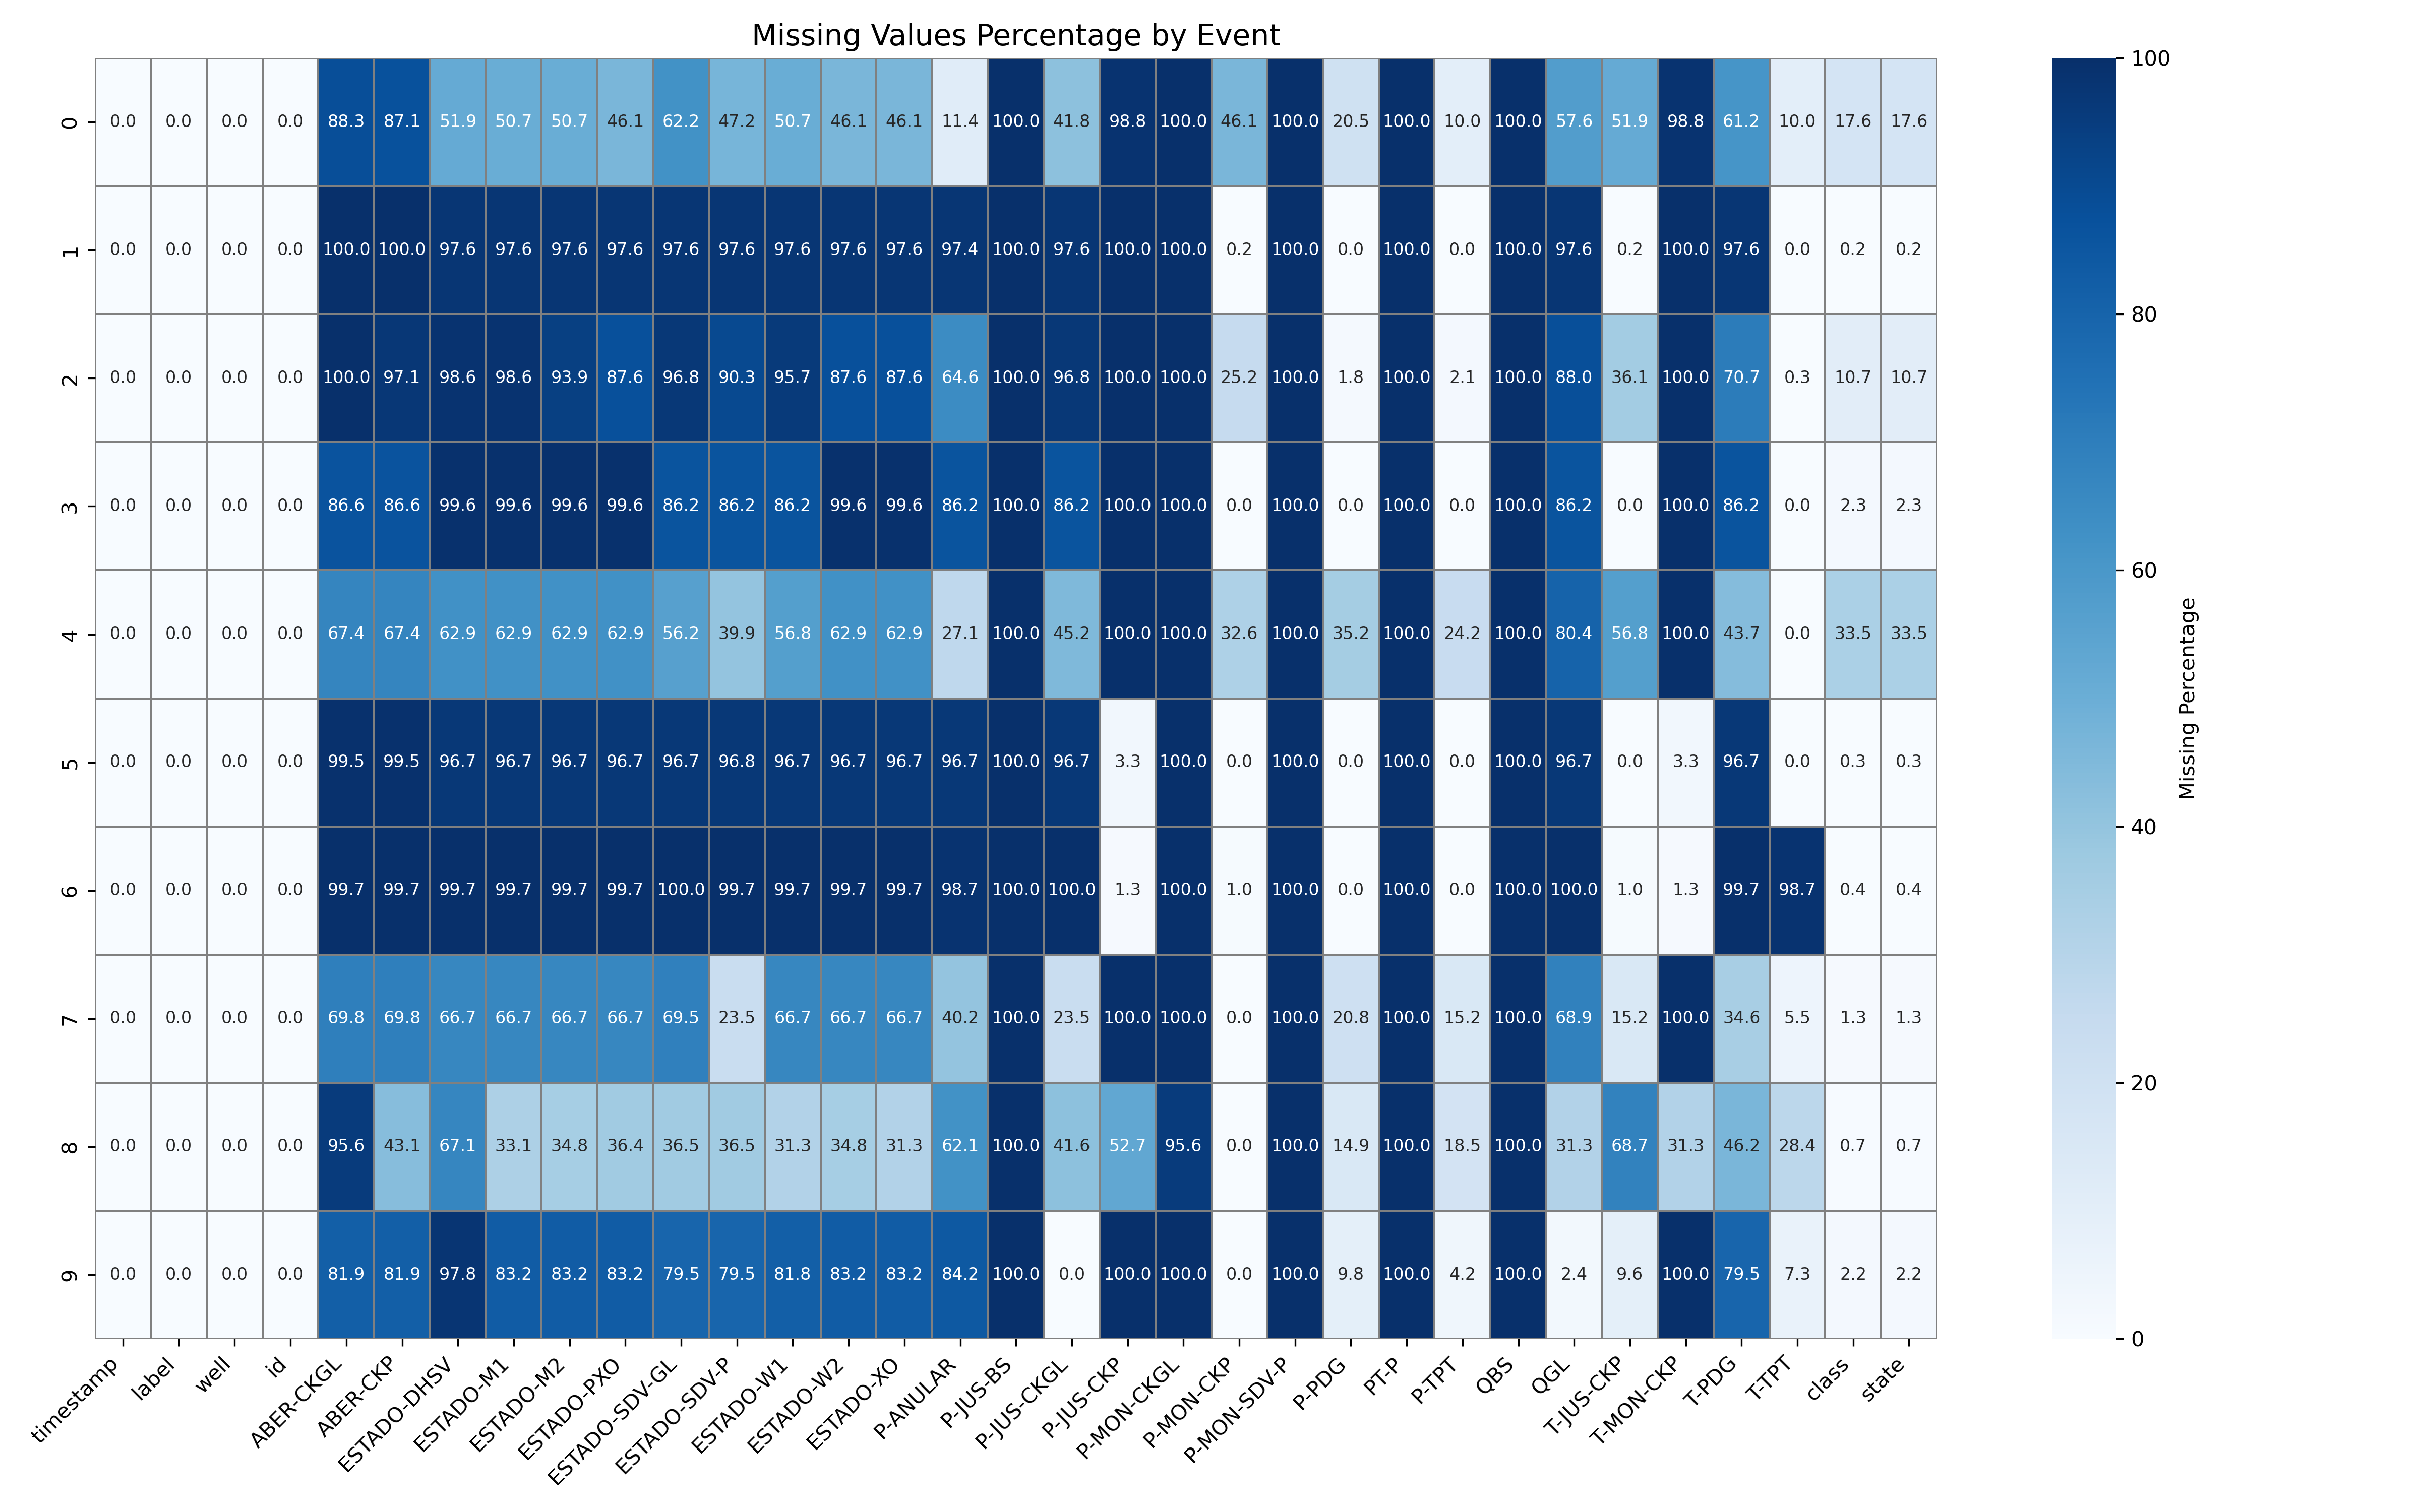 Missing Values Percentage by Event
0 0.0 0.0 0.0 0.0 88.3 87.1 51.9 50.7 50.7 46.1 62.2 47.2 50.7 46.1 46.1 11.4 100.0 41.8 98.8 100.0 46.1 100.0 20.5 100.0 10.0 100.0 57.6 51.9 98.8 61.2 10.0 17.6 17.6
1 0.0 0.0 0.0 0.0 100.0 100.0 97.6 97.6 97.6 97.6 97.6 97.6 97.6 97.6 97.6 97.4 100.0 97.6 100.0 100.0 0.2 100.0 0.0 100.0 0.0 100.0 97.6 0.2 100.0 97.6 0.0 0.2 0.2
2 0.0 0.0 0.0 0.0 100.0 97.1 98.6 98.6 93.9 87.6 96.8 90.3 95.7 87.6 87.6 64.6 100.0 96.8 100.0 100.0 25.2 100.0 1.8 100.0 2.1 100.0 88.0 36.1 100.0 70.7 0.3 10.7 10.7
3 0.0 0.0 0.0 0.0 86.6 86.6 99.6 99.6 99.6 99.6 86.2 86.2 86.2 99.6 99.6 86.2 100.0 86.2 100.0 100.0 0.0 100.0 0.0 100.0 0.0 100.0 86.2 0.0 100.0 86.2 0.0 2.3 2.3
4 0.0 0.0 0.0 0.0 67.4 67.4 62.9 62.9 62.9 62.9 56.2 39.9 56.8 62.9 62.9 27.1 100.0 45.2 100.0 100.0 32.6 100.0 35.2 100.0 24.2 100.0 80.4 56.8 100.0 43.7 0.0 33.5 33.5
5 0.0 0.0 0.0 0.0 99.5 99.5 96.7 96.7 96.7 96.7 96.7 96.8 96.7 96.7 96.7 96.7 100.0 96.7 3.3 100.0 0.0 100.0 0.0 100.0 0.0 100.0 96.7 0.0 3.3 96.7 0.0 0.3 0.3
6 0.0 0.0 0.0 0.0 99.7 99.7 99.7 99.7 99.7 99.7 100.0 99.7 99.7 99.7 99.7 98.7 100.0 100.0 1.3 100.0 1.0 100.0 0.0 100.0 0.0 100.0 100.0 1.0 1.3 99.7 98.7 0.4 0.4
7 0.0 0.0 0.0 0.0 69.8 69.8 66.7 66.7 66.7 66.7 69.5 23.5 66.7 66.7 66.7 40.2 100.0 23.5 100.0 100.0 0.0 100.0 20.8 100.0 15.2 100.0 68.9 15.2 100.0 34.6 5.5 1.3 1.3
8 0.0 0.0 0.0 0.0 95.6 43.1 67.1 33.1 34.8 36.4 36.5 36.5 31.3 34.8 31.3 62.1 100.0 41.6 52.7 95.6 0.0 100.0 14.9 100.0 18.5 100.0 31.3 68.7 31.3 46.2 28.4 0.7 0.7
9 0.0 0.0 0.0 0.0 81.9 81.9 97.8 83.2 83.2 83.2 79.5 79.5 81.8 83.2 83.2 84.2 100.0 0.0 100.0 100.0 0.0 100.0 9.8 100.0 4.2 100.0 2.4 9.6 100.0 79.5 7.3 2.2 2.2
timestamp
label
well
id
ABER-CKGL
ABER-CKP
ESTADO-DHSV
ESTADO-M1
ESTADO-M2
ESTADO-PXO
ESTADO-SDV-GL
ESTADO-SDV-P
ESTADO-W1
ESTADO-W2
ESTADO-XO
P-ANULAR
P-JUS-BS
P-JUS-CKGL
P-JUS-CKP
P-MON-CKGL
P-MON-CKP
P-MON-SDV-P
P-PDG
PT-P
P-TPT
QBS
QGL
T-JUS-CKP
T-MON-CKP
T-PDG
T-TPT
class
state
100
80
60
40
20
0
Missing Percentage